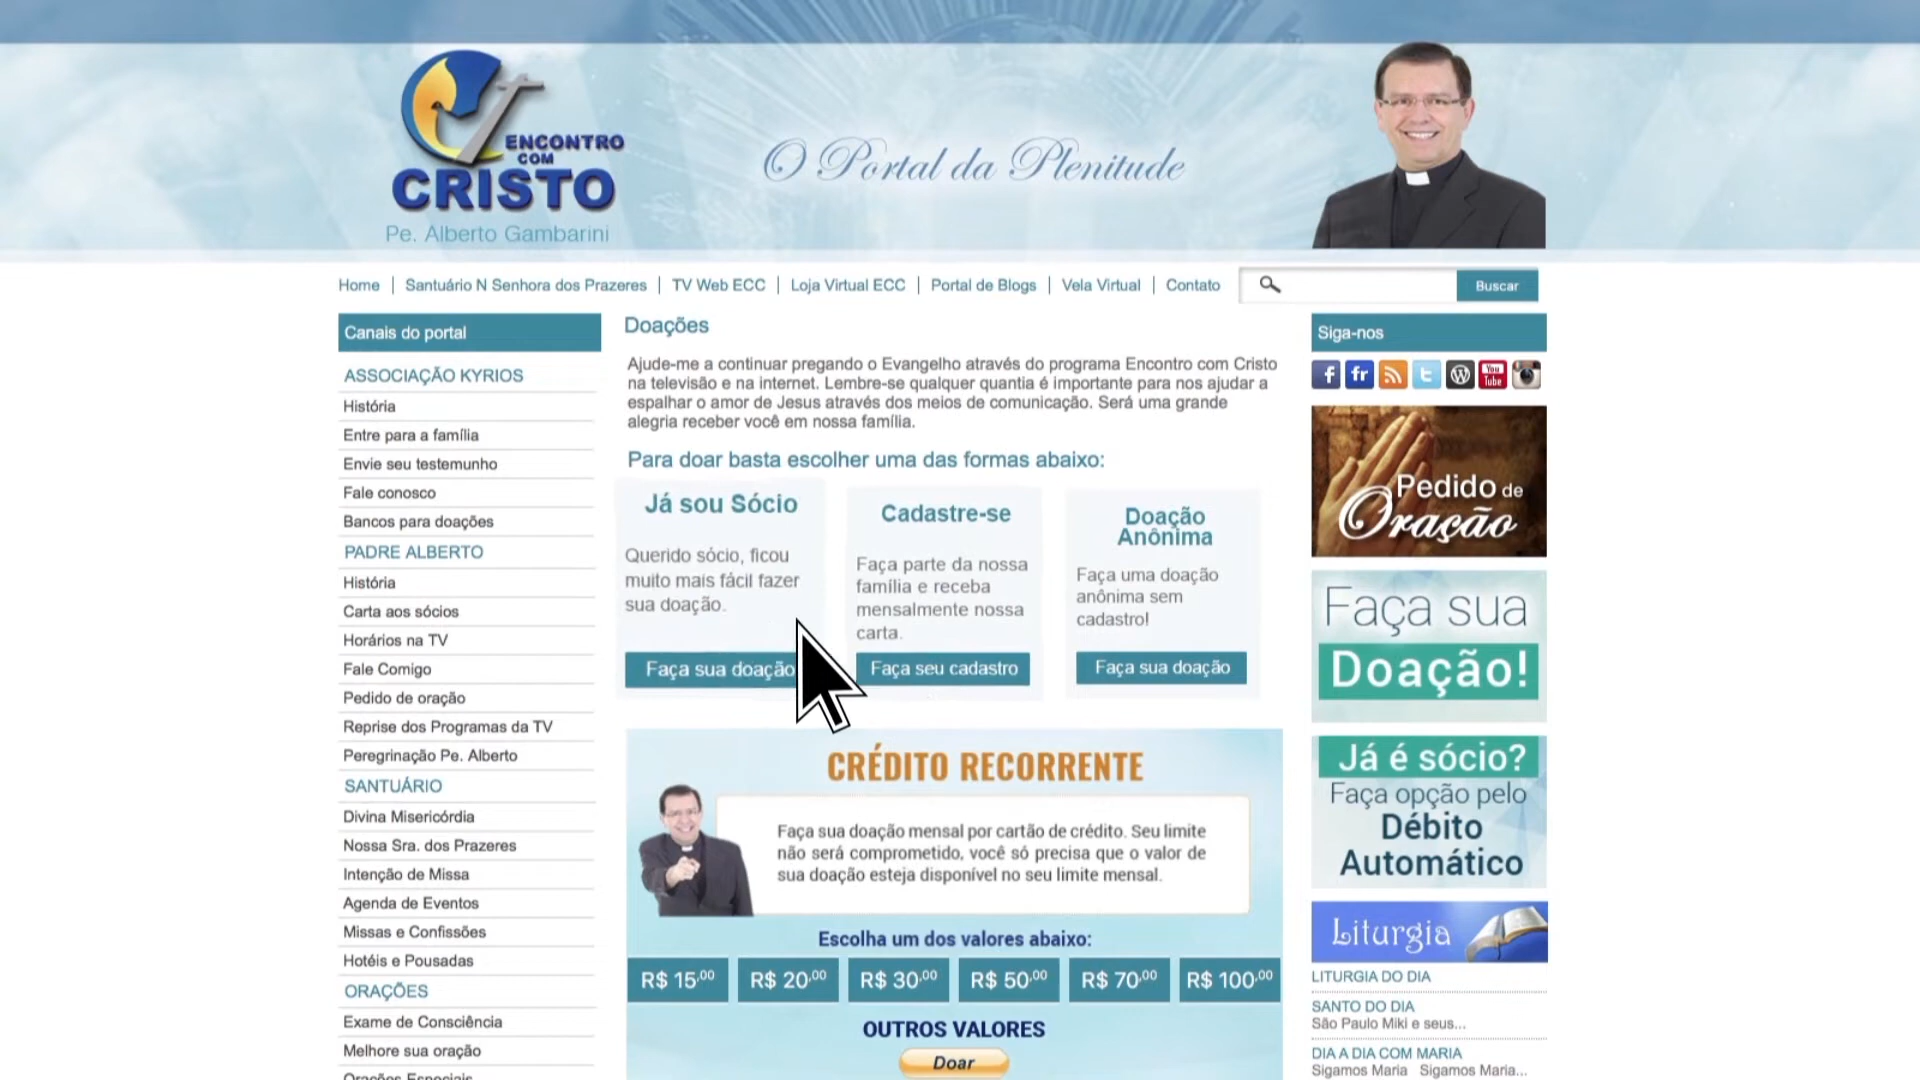 ENCONTRO
COM
CRISTO
Pe. Alberto Gambarini
O Portal da Plenitude
Home | Santuário N Senhora dos Prazeres | TV Web ECC | Loja Virtual ECC | Portal de Blogs | Vela Virtual | Contato
Buscar
Canais do portal
ASSOCIAÇÃO KYRIOS
História
Entre para a família
Envie seu testemunho
Fale conosco
Bancos para doações
PADRE ALBERTO
História
Carta aos sócios
Horários na TV
Fale Comigo
Pedido de oração
Reprise dos Programas da TV
Peregrinação Pe. Alberto
SANTUÁRIO
Divina Misericórdia
Nossa Sra. dos Prazeres
Intenção de Missa
Agenda de Eventos
Missas e Confissões
Hotéis e Pousadas
ORAÇÕES
Exame de Consciência
Melhore sua oração
Orações Especiais
Doações
Ajude-me a continuar pregando o Evangelho através do programa Encontro com Cristo
na televisão e na internet. Lembre-se qualquer quantia é importante para nos ajudar a
espalhar o amor de Jesus através dos meios de comunicação. Será uma grande
alegria receber você em nossa família.
Para doar basta escolher uma das formas abaixo:
Já sou Sócio
Querido sócio, ficou
muito mais fácil fazer
sua doação.
Faça sua doação
Cadastre-se
Faça parte da nossa
família e receba
mensalmente nossa
carta.
Faça seu cadastro
Doação
Anônima
Faça uma doação
anônima sem
cadastro!
Faça sua doação
CRÉDITO RECORRENTE
Faça sua doação mensal por cartão de crédito. Seu limite
não será comprometido, você só precisa que o valor de
sua doação esteja disponível no seu limite mensal.
Escolha um dos valores abaixo:
R$ 15,00 R$ 20,00 R$ 30,00 R$ 50,00 R$ 70,00 R$ 100,00
OUTROS VALORES
Doar
Siga-nos
f fr t W You Tube
Pedido de
Oração
Faça sua
Doação!
Já é sócio?
Faça opção pelo
Débito
Automático
Liturgia
LITURGIA DO DIA
SANTO DO DIA
São Paulo Miki e seus...
DIA A DIA COM MARIA
Sigamos Maria Sigamos Maria...